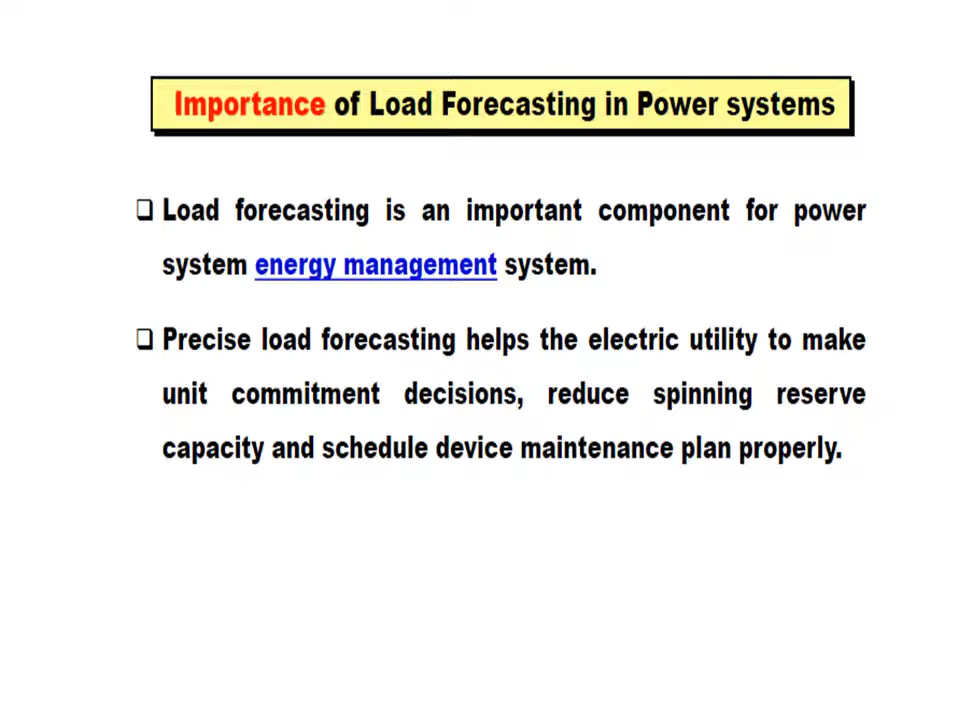 Importance of Load Forecasting in Power systems
❑ Load forecasting is an important component for power
system energy management system.
❑ Precise load forecasting helps the electric utility to make
unit commitment decisions, reduce spinning reserve
capacity and schedule device maintenance plan properly.